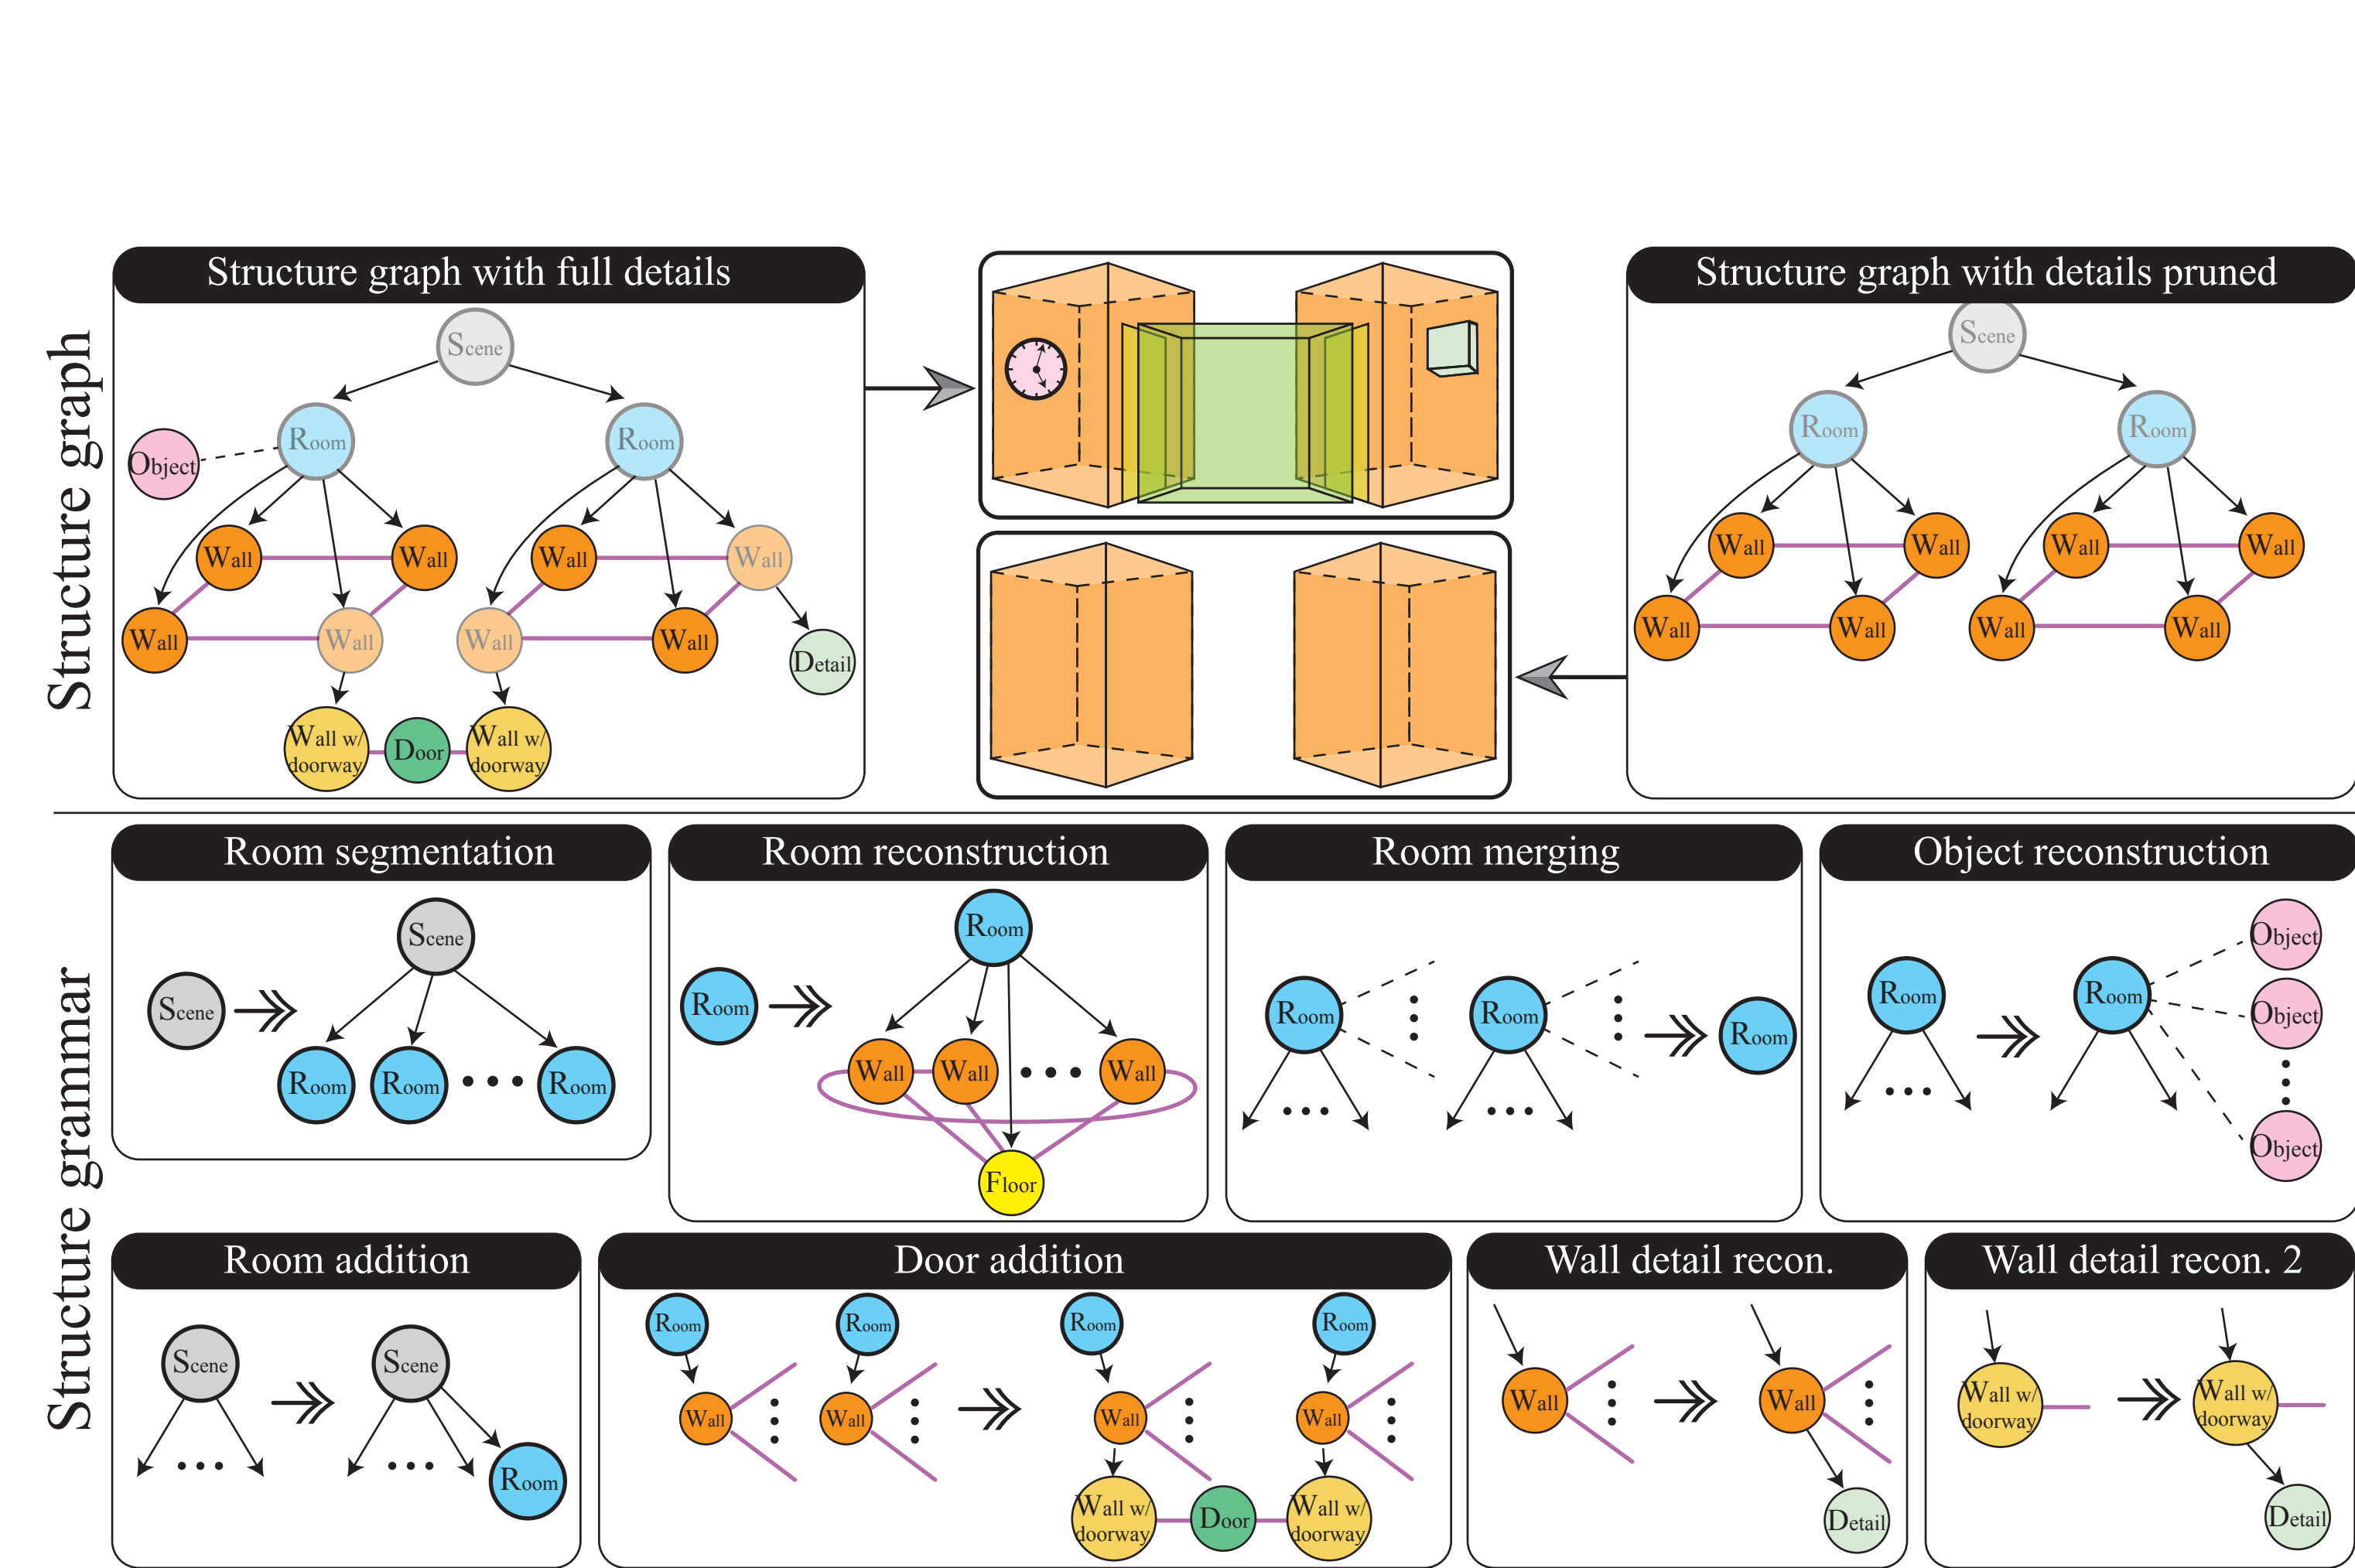 Structure graph
Structure graph with full details
Scene
Room
Room
Object
Wall
Wall
Wall
Wall
Wall
Wall
Wall
Wall
Detail
Wall w/
doorway
Door
Wall w/
doorway
Structure graph with details pruned
Scene
Room
Room
Wall
Wall
Wall
Wall
Wall
Wall
Wall
Wall
Structure grammar
Room segmentation
Scene
Scene
Room
Room
Room
Room reconstruction
Room
Room
Wall
Wall
Wall
Floor
Room merging
Room
Room
Room
Object reconstruction
Room
Room
Object
Object
Object
Room addition
Scene
Scene
Room
Door addition
Room
Room
Room
Room
Wall
Wall
Wall
Wall
Wall w/
doorway
Door
Wall w/
doorway
Wall detail recon.
Wall
Wall
Detail
Wall detail recon. 2
Wall w/
doorway
Wall w/
doorway
Detail